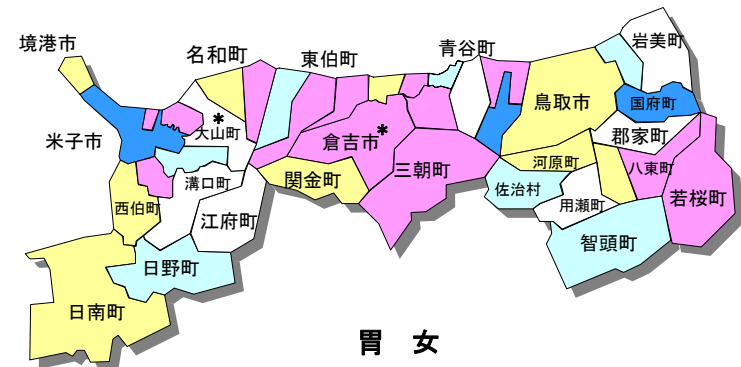 境港市
名和町
東伯町
青谷町
岩美町
米子市
大山町
*
倉吉市*
鳥取市
国府町
郡家町
溝口町
関金町
三朝町
河原町
八東町
西伯町
江府町
佐治村
用瀬町
若桜町
日野町
智頭町
日南町
胃 女